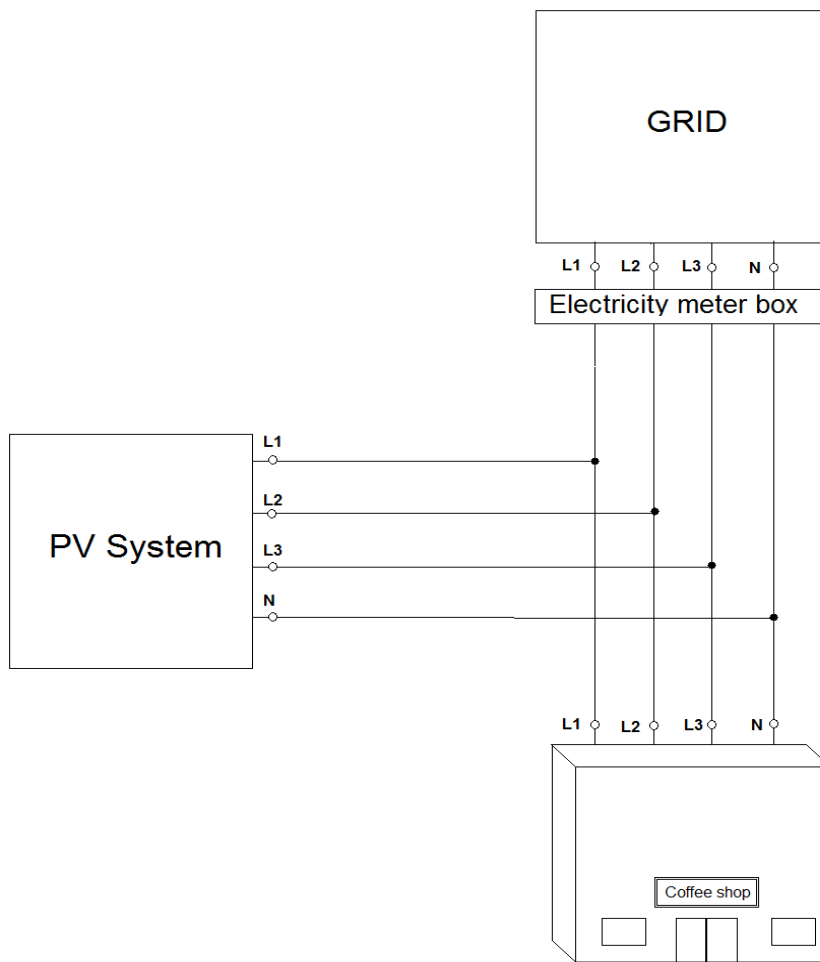 GRID
L1 L2 L3 N
Electricity meter box
L1
L2
PV System
L3
N
L1 L2 L3 N
Coffee shop